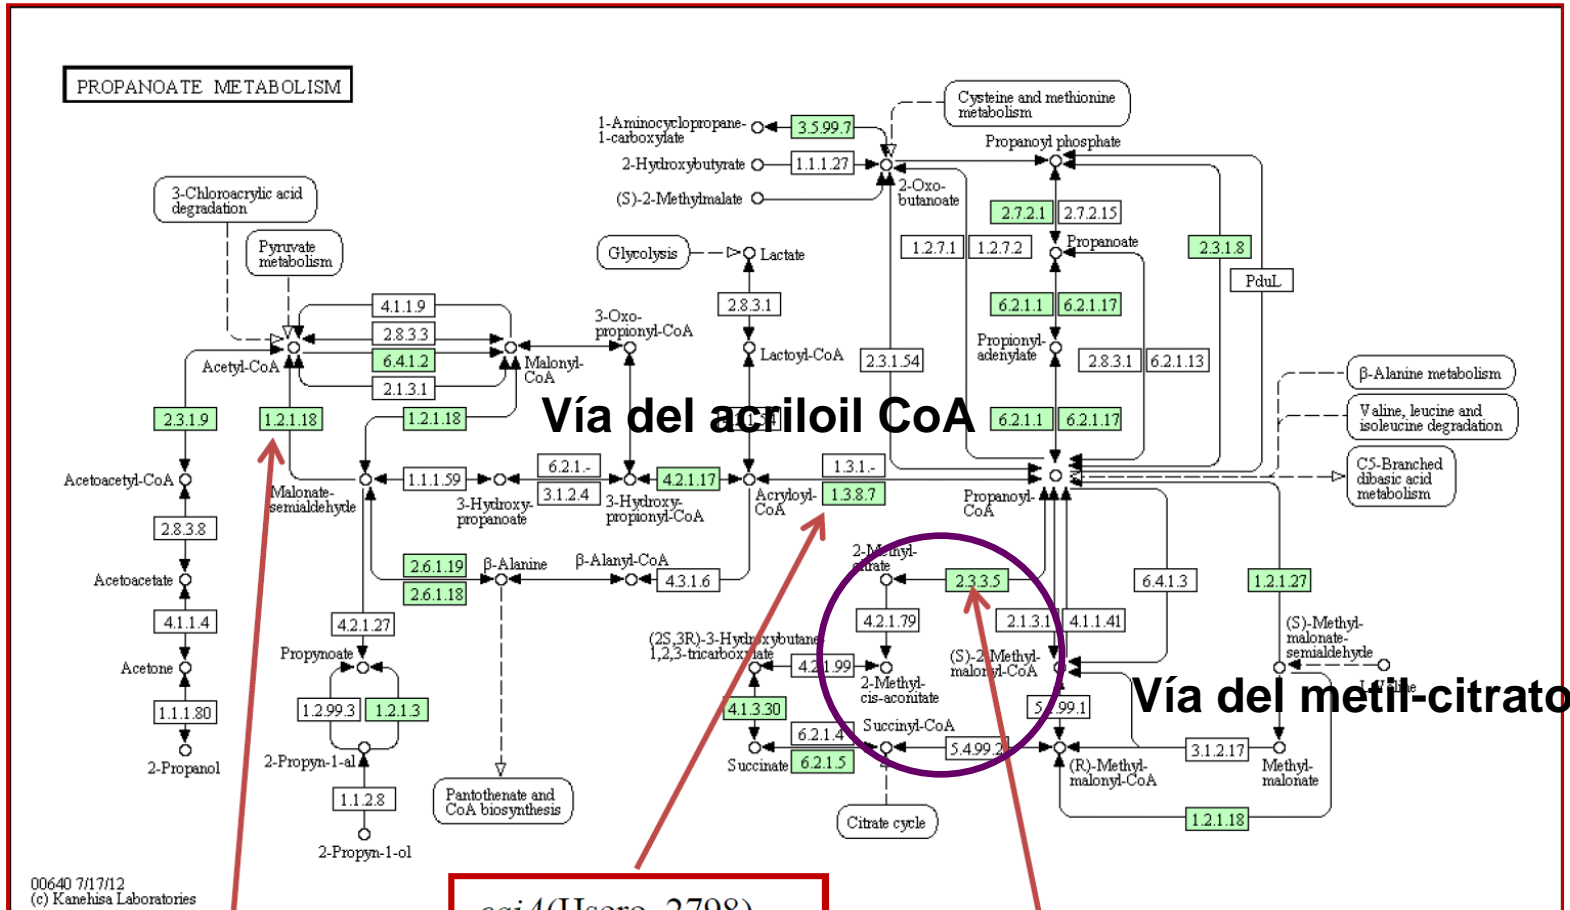 PROPANOATE METABOLISM
Cysteine and methionine
metabolism
1-Aminocyclopropane-
1-carboxylate
3.5.99.7
Propanoyl phosphate
2-Hydroxybutyrate
1.1.1.27
2-Oxo-
butanoate
(S)-2-Methylmalate
3-Chloroacrylic acid
degradation
2.7.2.1
2.7.2.15
Pyruvate
metabolism
Glycolysis
Lactate
1.2.7.1
1.2.7.2
Propanoate
2.3.1.8
PduL
4.1.1.9
2.8.3.1
6.2.1.1
6.2.1.17
2.8.3.3
3-Oxo-
propionyl-CoA
Acetyl-CoA
6.4.1.2
Malonyl-
CoA
Lactoyl-CoA
2.3.1.54
Propionyl-
adenylate
2.8.3.1
6.2.1.13
2.1.3.1
β-Alanine metabolism
2.3.1.9
1.2.1.18
1.2.1.18
Vía del acriloil CoA
6.2.1.1
6.2.1.17
Valine, leucine and
isoleucine degradation
Acetoacetyl-CoA
Malonate-
semialdehyde
1.1.1.59
3-Hydroxy-
propanoate
6.2.1.-
3.1.2.4
3-Hydroxy-
propionyl-CoA
4.2.1.17
Acryloyl-
CoA
1.3.1.-
1.3.8.7
Propanoyl-
CoA
C5-Branched
dibasic acid
metabolism
2.8.3.8
Acetoacetate
2.6.1.19
2.6.1.18
β-Alanine
β-Alanyl-CoA
4.3.1.6
2-Methyl-
citrate
2.3.3.5
6.4.1.3
1.2.1.27
4.1.1.4
4.2.1.27
4.2.1.79
2.1.3.1
4.1.1.41
(S)-Methyl-
malonate-
semialdehyde
Acetone
Propynoate
(2S,3R)-3-Hydroxybutane
1,2,3-tricarboxylate
4.2.1.99
2-Methyl-
cis-aconitate
(S)-2-Methyl-
malonyl-CoA
Vía del metil-citrato
1.1.1.80
1.2.99.3
1.2.1.3
4.1.3.30
Succinyl-CoA
2-Propanol
2-Propyn-1-al
Succinate
6.2.1.4
6.2.1.5
5.4.99.2
(R)-Methyl-
malonyl-CoA
3.1.2.17
Methyl-
malonate
1.1.2.8
Pantothenate and
CoA biosynthesis
Citrate cycle
1.2.1.18
2-Propyn-1-ol
00640 7/17/12
(c) Kanehisa Laboratories
(Hsero_2798)